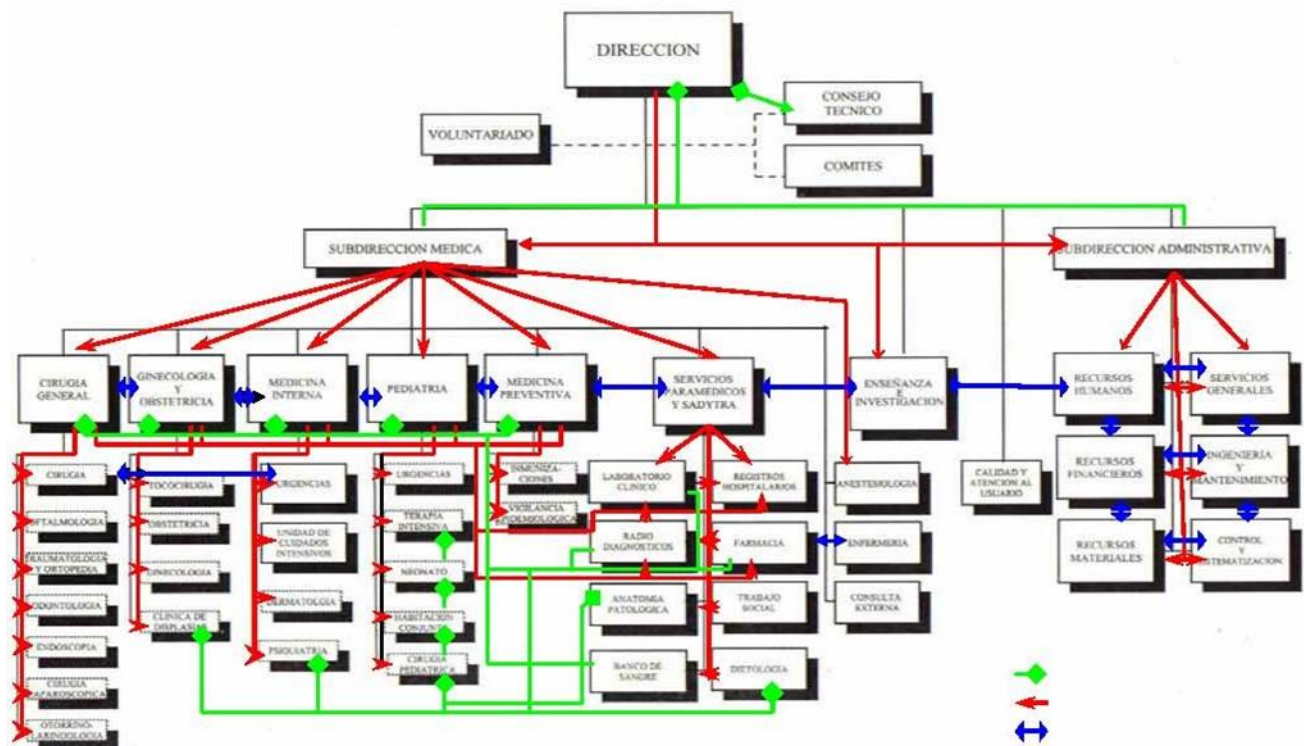 DIRECCION
CONSEJO
TECNICO
VOLUNTARIADO
COMITES
SUBDIRECCION MEDICA
SUBDIRECCION ADMINISTRATIVA
CIRUGIA
GENERAL
GINECOLOGIA
Y
OBSTETRICIA
MEDICINA
INTERNA
PEDIATRIA
MEDICINA
PREVENTIVA
SERVICIOS
PARAMEDICOS
Y SADYTRA
ENSEÑANZA
E
INVESTIGACION
RECURSOS
HUMANOS
SERVICIOS
GENERALES
CIRUGIA
TOCOCIRUGIA
URGENCIAS
URGENCIAS
INMUNIZA-
CIONES
LABORATORIO
CLINICO
REGISTROS
HOSPITALARIOS
ANESTESIOLOGIA
CALIDAD Y
ATENCIÓN AL
USUARIO
RECURSOS
FINANCIEROS
INGENIERÍA
Y
MANTENIMIENTO
OFTALMOLOGIA
OBSTETRICIA
UNIDAD DE
CUIDADOS
INTENSIVOS
TERAPIA
INTENSIVA
VIGILANCIA
EPIDEMIOLOGICA
RADIO
DIAGNOSTICOS
FARMACIA
ENFERMERIA
RECURSOS
MATERIALES
CONTROL
Y
SISTEMATIZACION
TRAUMATOLOGIA
Y ORTOPEDIA
GINECOLOGIA
NEONATO
ODONTOLOGIA
CLINICA DE
DISPLASIAS
DERMATOLGIA
HABITACION
CONJUNTA
ANATOMIA
PATOLOGICA
TRABAJO
SOCIAL
CONSULTA
EXTERNA
ENDOSCOPIA
PSIQUIATRIA
CIRUGIA
PEDIATRICA
BANCO DE
SANGRE
DIETOLOGIA
CIRUGIA
LAPAROSCOPICA
OTORRINO-
LARINGOLOGIA